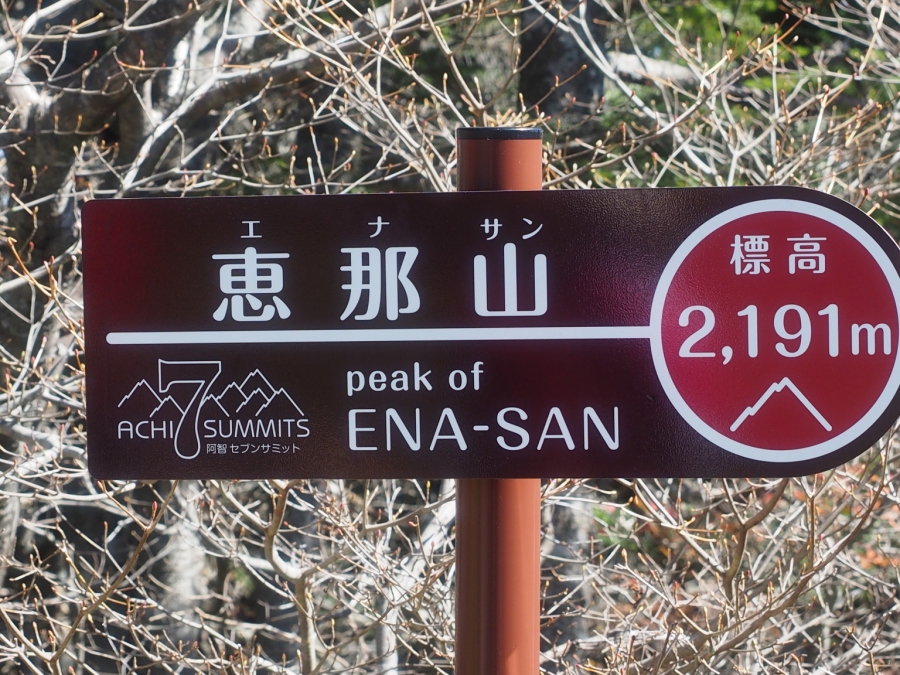 エ ナ サン
恵那山
peak of
ENA-SAN
7
ACHI SUMMITS
阿智セブンサミット
標高
2,191m